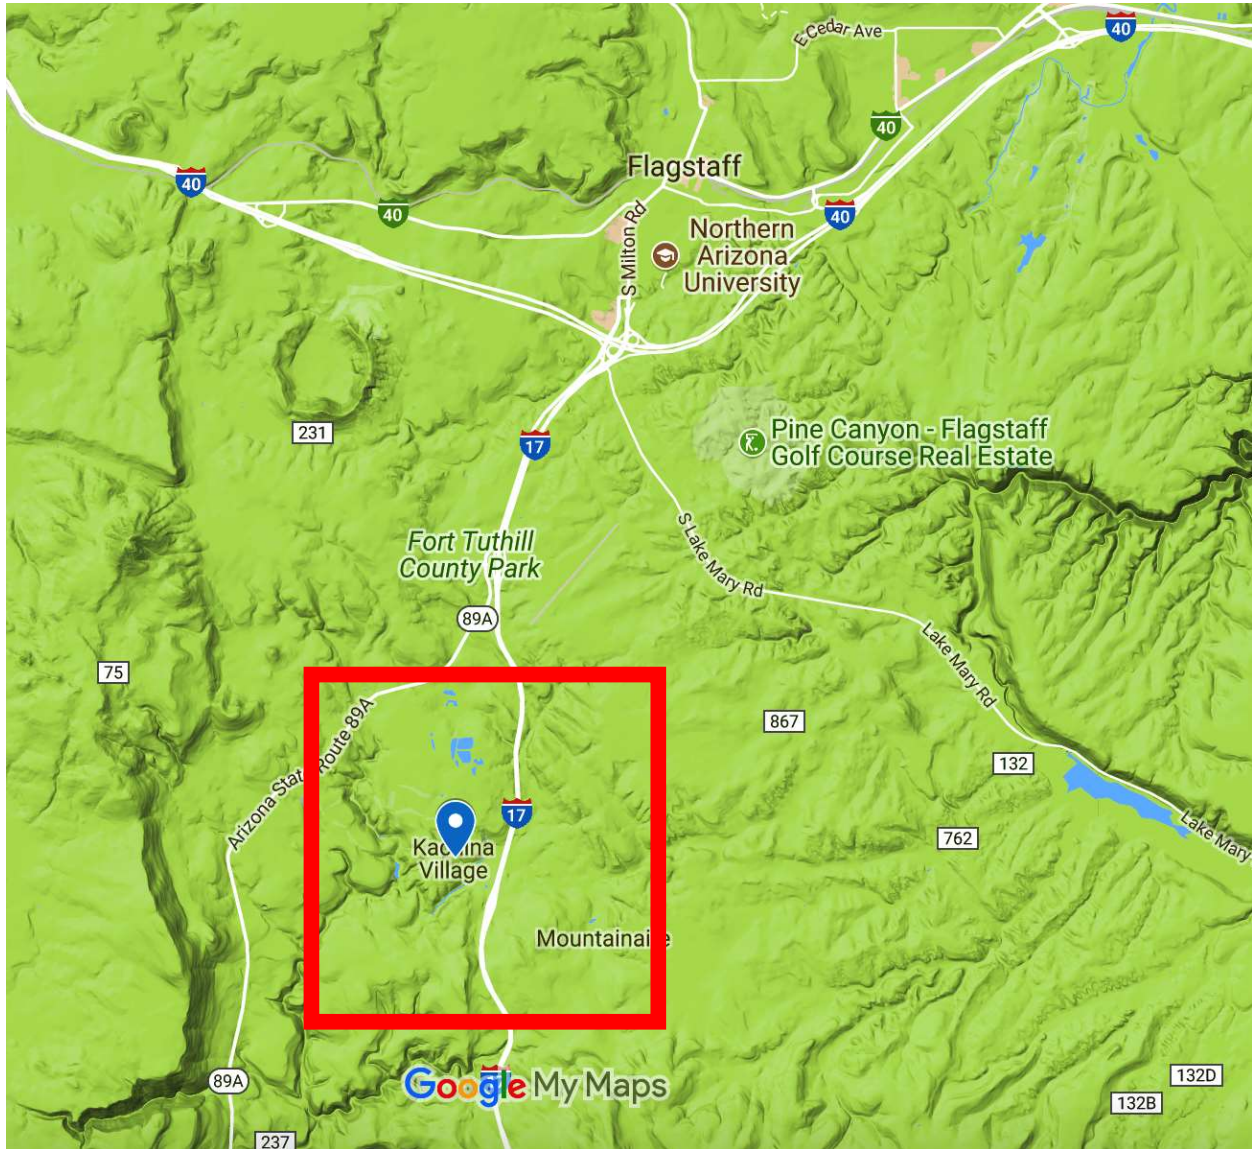 E Cedar Ave
40
40
Flagstaff
40
40
40
S Milton Rd
Northern
Arizona
University
231
17
Pine Canyon - Flagstaff
Golf Course Real Estate
Fort Tuthill
County Park
S Lake Mary Rd
89A
Lake Mary Rd
75
Arizona State Route 89A
867
132
17
Lake Mary
762
Village
Mountainaire
89A
Google My Maps
132D
132B
237